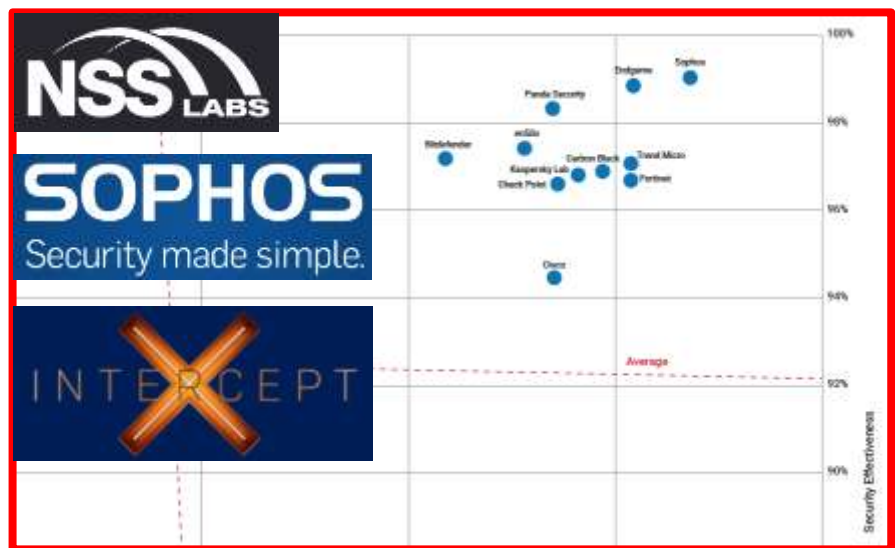 NSS
LABS
SOPHOS
Security made simple.
INTERCEPT
100%
Sophos
Endgame
Panda Security
98%
enSilo
Bitdefender
Carbon Black
Trend Micro
Kaspersky Lab
Fortinet
Check Point
96%
Cisco
94%
Average
92%
90%
Security Effectiveness